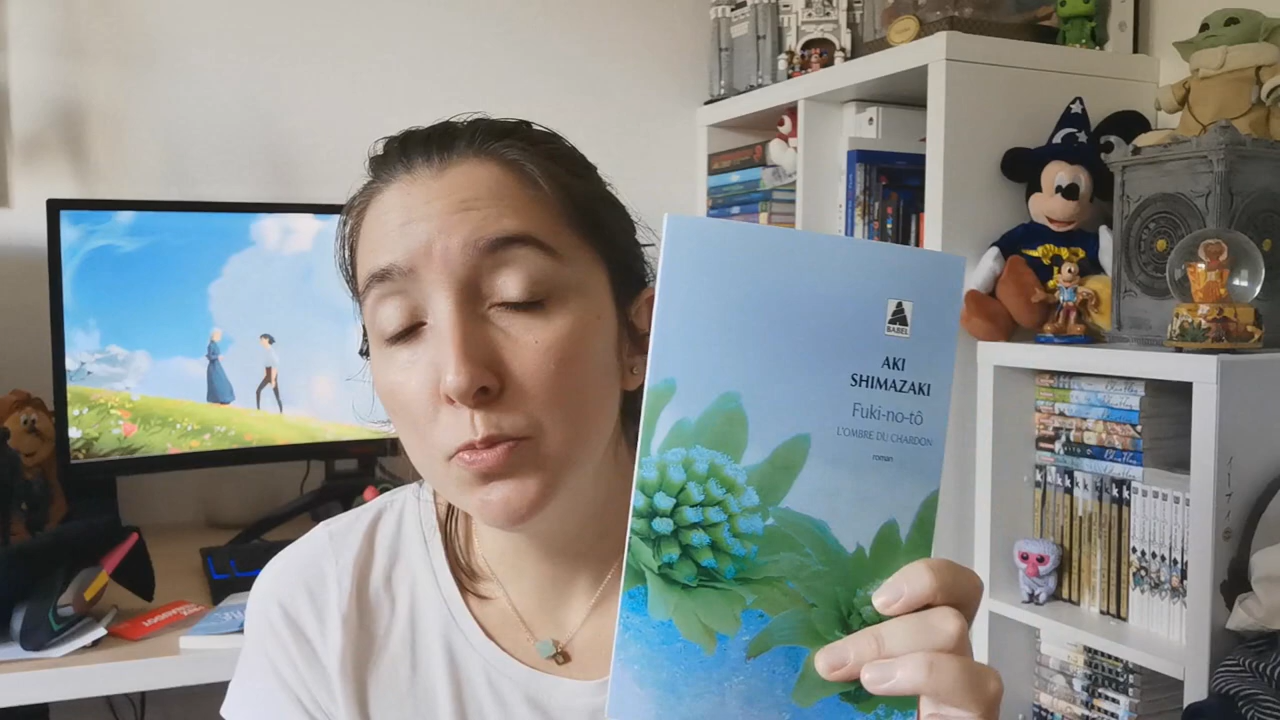 BABEL
AKI
SHIMAZAKI
Fuki-no-tô
L'OMBRE DU CHARDON
roman